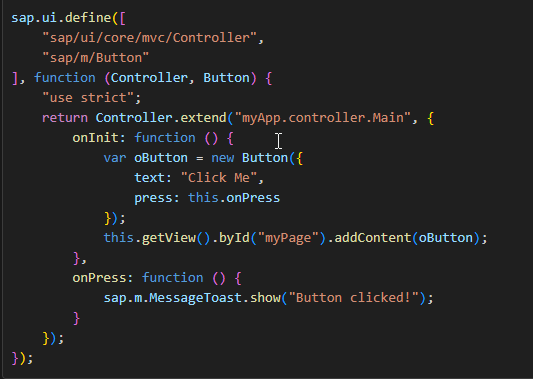 sap.ui.define([
    "sap/ui/core/mvc/Controller",
    "sap/m/Button"
], function (Controller, Button) {
    "use strict";
    return Controller.extend("myApp.controller.Main", {
        onInit: function () {
            var oButton = new Button({
                text: "Click Me",
                press: this.onPress
            });
            this.getView().byId("myPage").addContent(oButton);
        },
        onPress: function () {
            sap.m.MessageToast.show("Button clicked!");
        }
    });
});